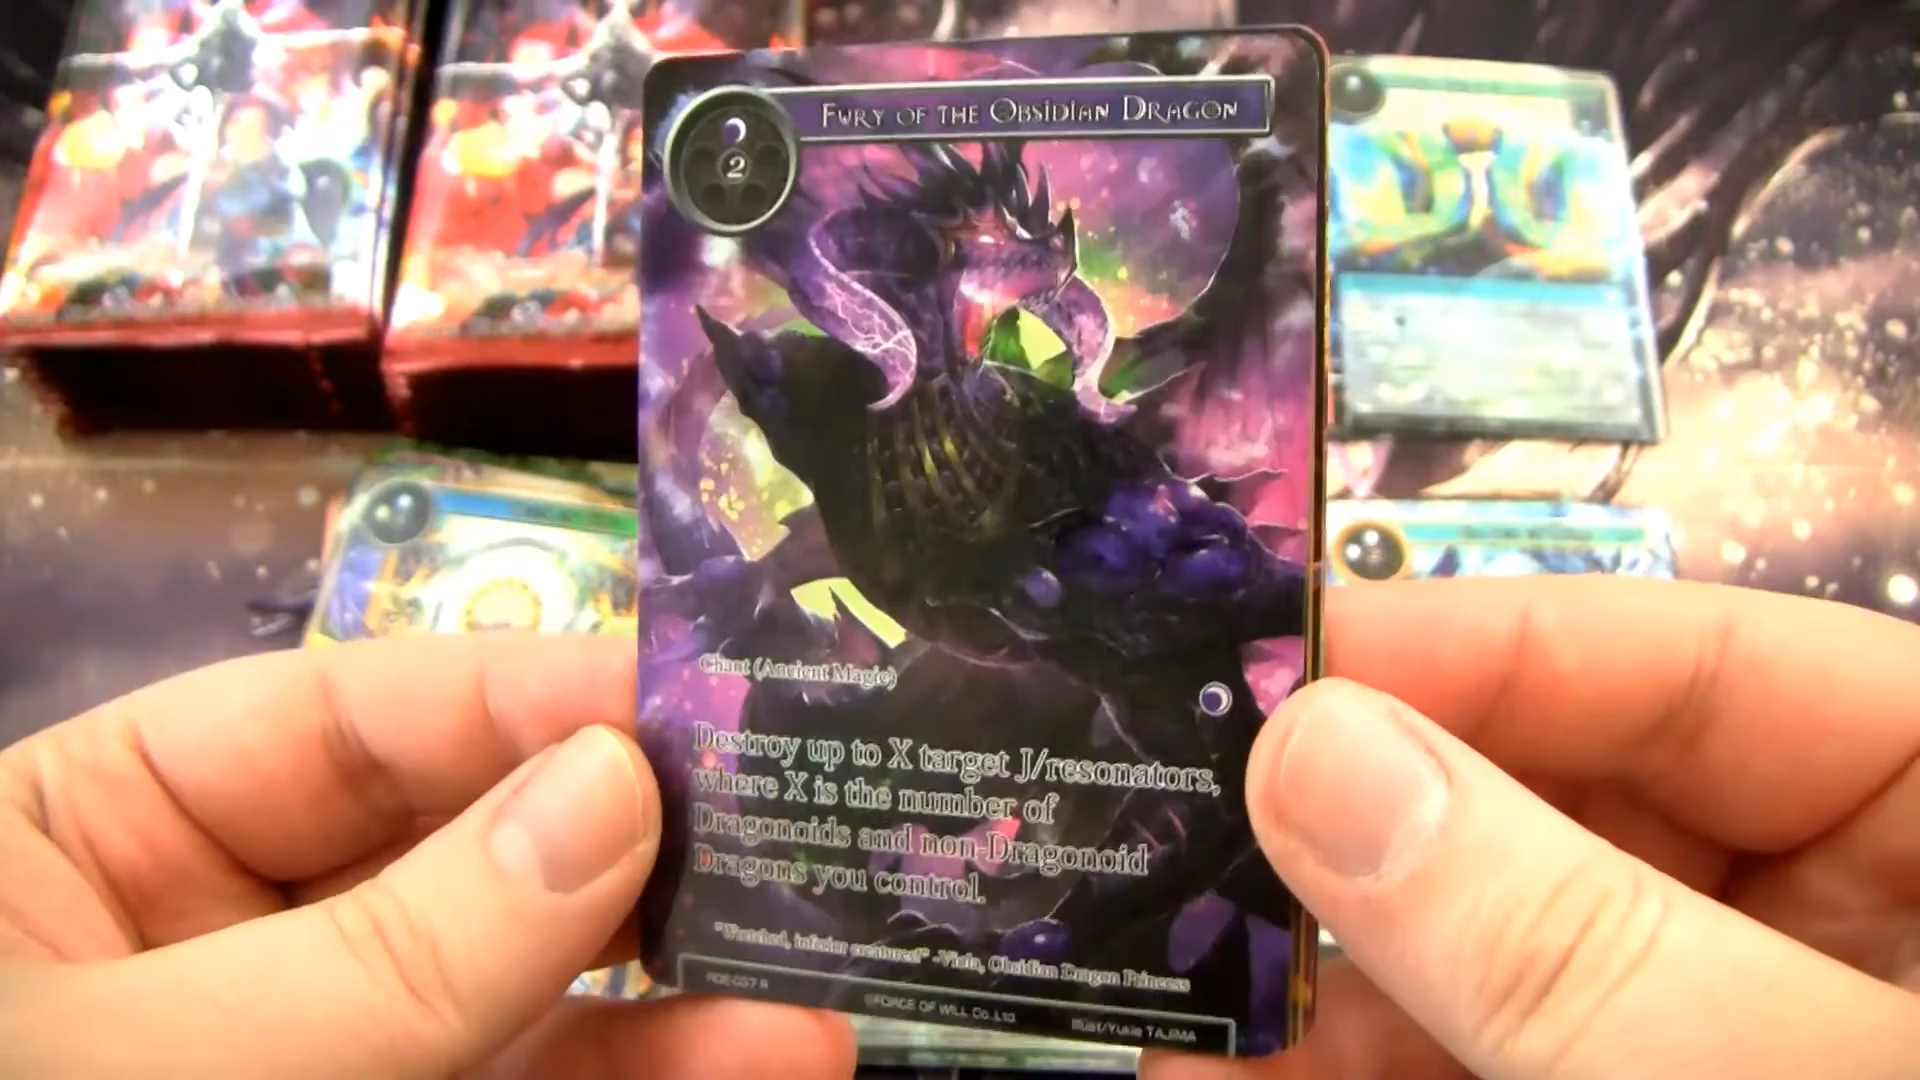 FURY OF THE OBSIDIAN DRAGON
2
Chant (Ancient Magic)
Destroy up to X target J/resonators,
where X is the number of
Dragonoids and non-Dragonoid
Dragons you control.
"Wretched, inferior creatures!" -Viola, Obsidian Dragon Princess
©FORCE OF WILL Co.,Ltd.
Illust/Yukie TAJIMA